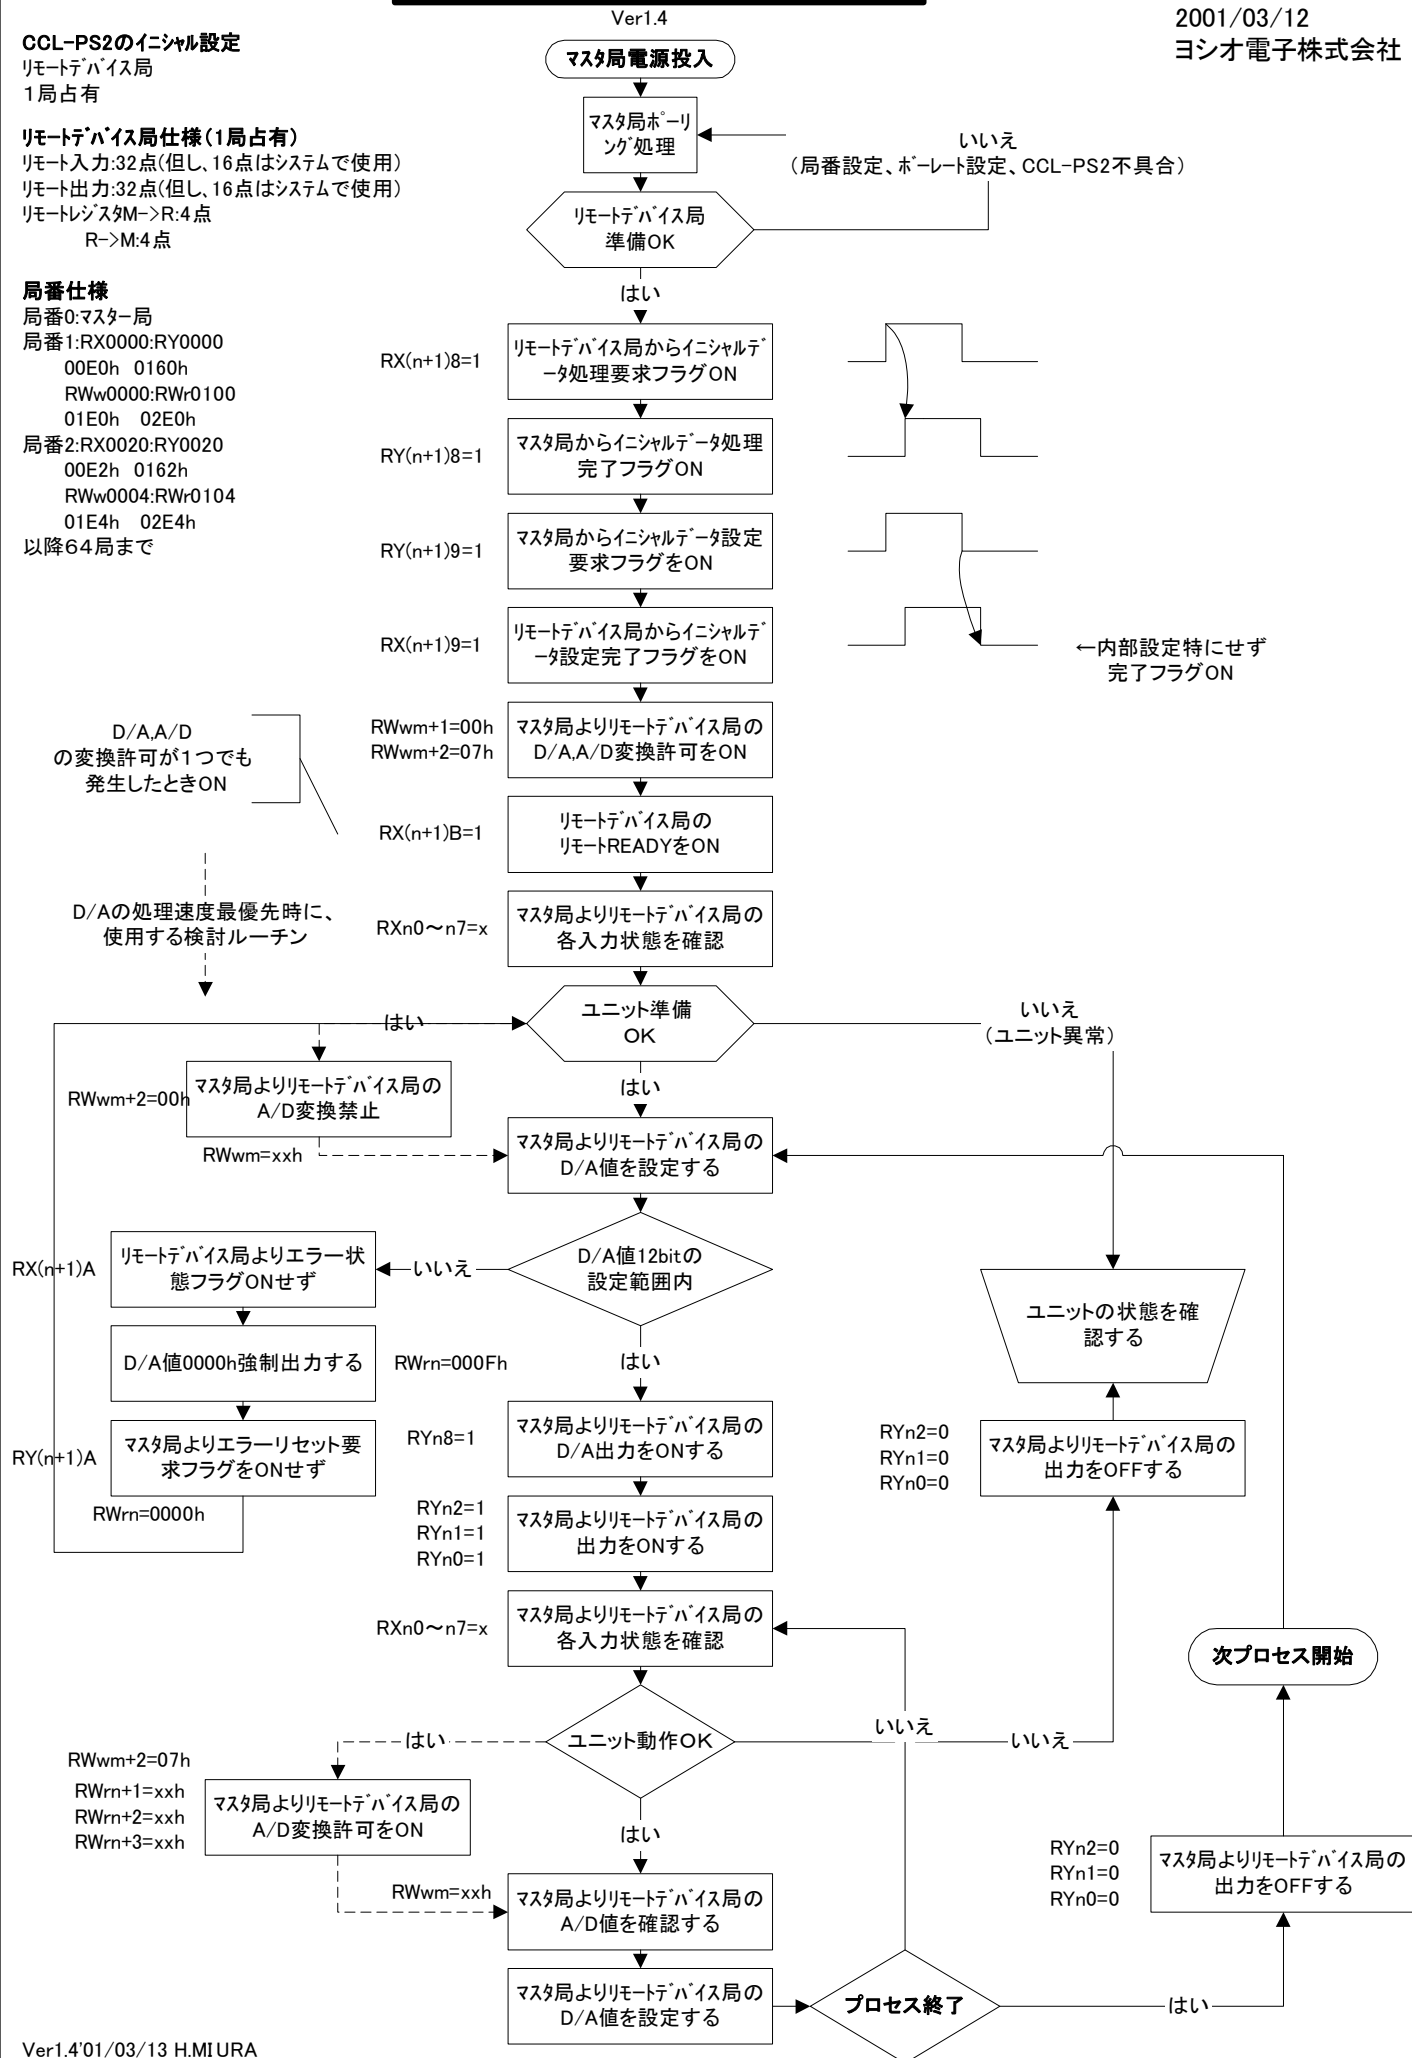 Ver1.4
2001/03/12
ヨシオ電子株式会社
CCL-PS2のイニシャル設定
リモートデバイス局
1局占有
リモートデバイス局仕様(1局占有)
リモート入力:32点(但し、16点はシステムで使用)
リモート出力:32点(但し、16点はシステムで使用)
リモートレジスタM->R:4点
R->M:4点
局番仕様
局番0:マスター局
局番1:RX0000:RY0000
00E0h 0160h
RWw0000:RWr0100
01E0h 02E0h
局番2:RX0020:RY0020
00E2h 0162h
RWw0004:RWr0104
01E4h 02E4h
以降64局まで
マスタ局電源投入
マスタ局ポーリ
ング処理
いいえ
(局番設定、ボーレート設定、CCL-PS2不具合)
リモートデバイス局
準備OK
はい
RX(n+1)8=1
リモートデバイス局からイニシャルデ
ータ処理要求フラグON
RY(n+1)8=1
マスタ局からイニシャルデータ処理
完了フラグON
RY(n+1)9=1
マスタ局からイニシャルデータ設定
要求フラグをON
RX(n+1)9=1
リモートデバイス局からイニシャルデ
ータ設定完了フラグをON
←内部設定特にせず
完了フラグON
D/A,A/D
の変換許可が1つでも
発生したときON
RWwm+1=00h
RWwm+2=07h
マスタ局よりリモートデバイス局の
D/A,A/D変換許可をON
RX(n+1)B=1
リモートデバイス局の
リモートREADYをON
D/Aの処理速度最優先時に、
使用する検討ルーチン
RXn0～n7=x
マスタ局よりリモートデバイス局の
各入力状態を確認
はい
ユニット準備
OK
いいえ
(ユニット異常)
はい
RWwm+2=00h
マスタ局よりリモートデバイス局の
A/D変換禁止
RWwm=xxh
マスタ局よりリモートデバイス局の
D/A値を設定する
RX(n+1)A
リモートデバイス局よりエラー状
態フラグONせず
いいえ
D/A値12bitの
設定範囲内
ユニットの状態を確
認する
D/A値0000h強制出力する
RWrn=000Fh
はい
RY(n+1)A
マスタ局よりエラーリセット要
求フラグをONせず
RWrn=0000h
RYn8=1
マスタ局よりリモートデバイス局の
D/A出力をONする
RYn2=0
RYn1=0
RYn0=0
マスタ局よりリモートデバイス局の
出力をOFFする
RYn2=1
RYn1=1
RYn0=1
マスタ局よりリモートデバイス局の
出力をONする
RXn0～n7=x
マスタ局よりリモートデバイス局の
各入力状態を確認
次プロセス開始
はい
ユニット動作OK
いいえ
いいえ
RWwm+2=07h
RWrn+1=xxh
RWrn+2=xxh
RWrn+3=xxh
マスタ局よりリモートデバイス局の
A/D変換許可をON
はい
RYn2=0
RYn1=0
RYn0=0
マスタ局よりリモートデバイス局の
出力をOFFする
RWwm=xxh
マスタ局よりリモートデバイス局の
A/D値を確認する
マスタ局よりリモートデバイス局の
D/A値を設定する
プロセス終了
はい
Ver1.4'01/03/13 H.MIURA